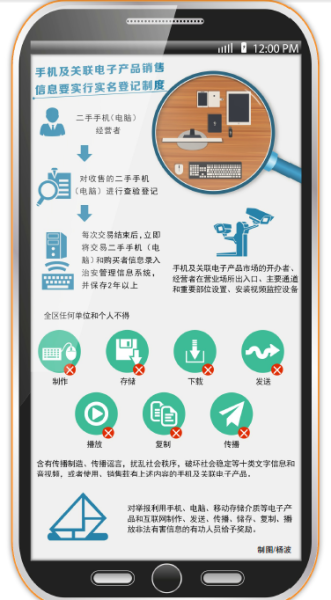 12:00 PM
手机及关联电子产品销售
信息要实行实名登记制度
二手手机(电脑)
经营者
对收售的二手手机
(电脑)进行查验登记
每次交易结束后,立即
将交易二手手机(电
脑)和购买者信息录入
治安管理信息系统,
并保存2年以上
手机及关联电子产品市场的开办者、
经营者在营业场所出入口、主要通道
和重要部位设置、安装视频监控设备
全区任何单位和个人不得
制作
存储
下载
发送
播放
复制
传播
含有传播制造、传播谣言,扰乱社会秩序,破坏社会稳定等十类文字信息和
音视频,或者使用、销售载有上述内容的手机及关联电子产品。
对举报利用手机、电脑、移动存储介质等电子产
品和互联网制作、发送、传播、储存、复制、播
放非法有害信息的有功人员给予奖励。
制图/杨波